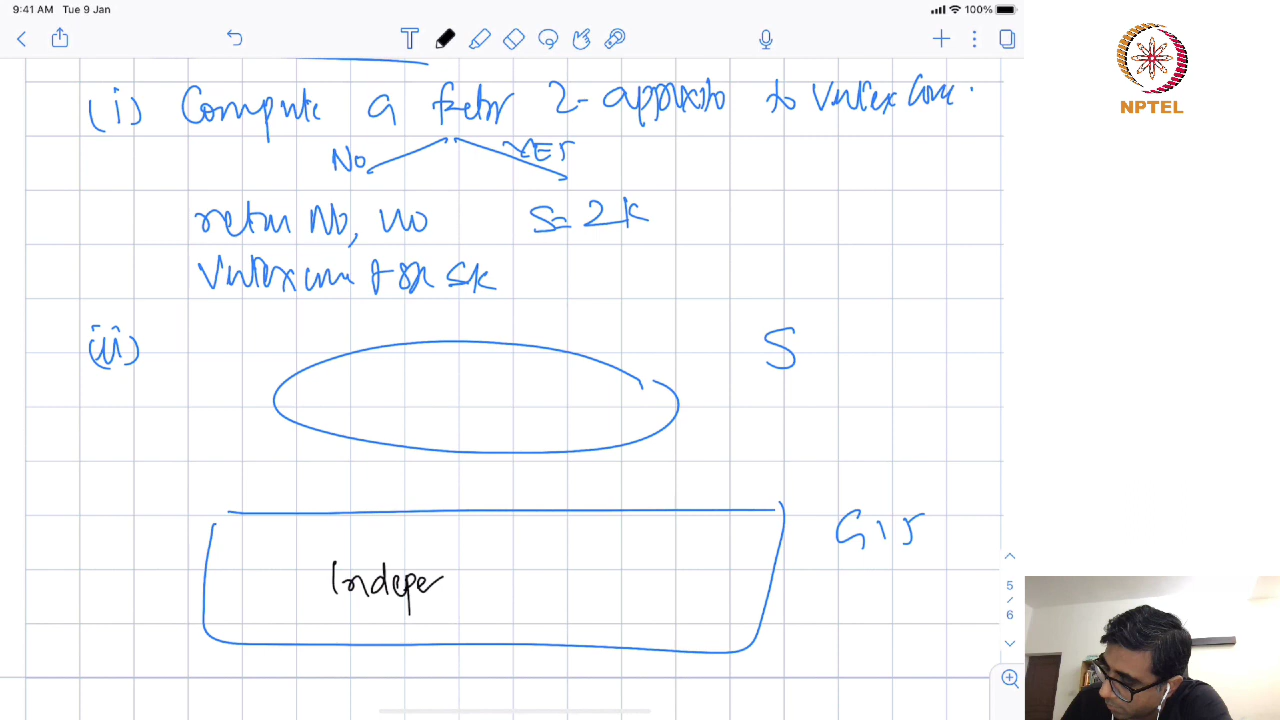 9:41 AM Tue 9 Jan
100%
NPTEL
(i) Compute a factor 2-approx to Vertex Cover.
No YES
return No, no S= 2k
Vertex cover of size ≤k
(ii) S
G\S
Indepe
5
/
6